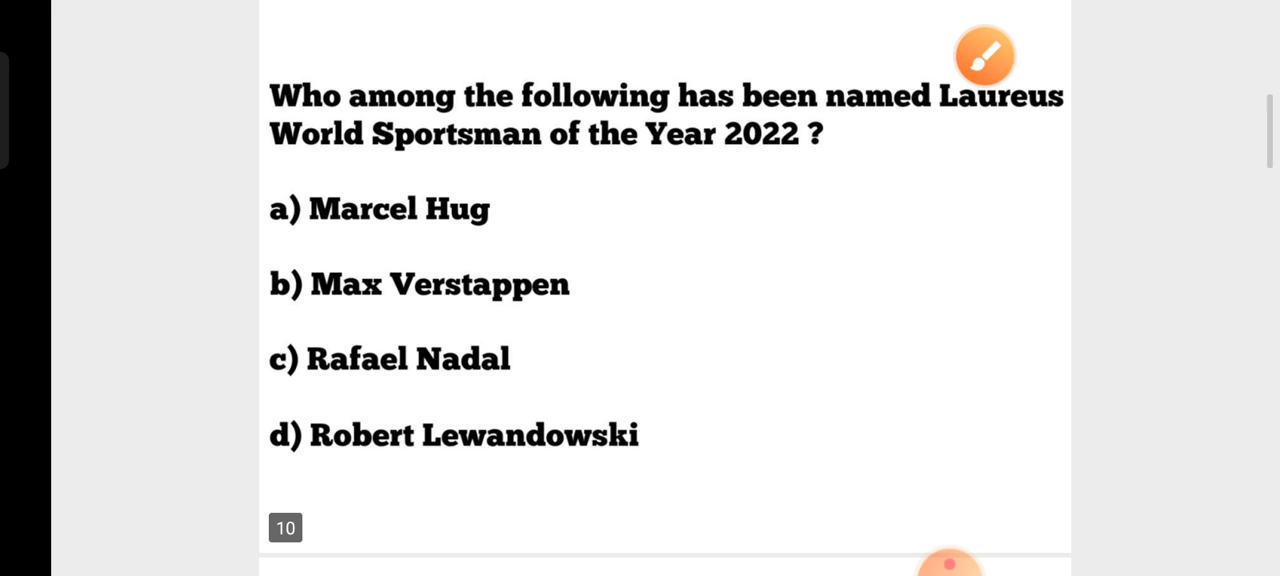 Who among the following has been named Laureus
World Sportsman of the Year 2022 ?
a) Marcel Hug
b) Max Verstappen
c) Rafael Nadal
d) Robert Lewandowski
10